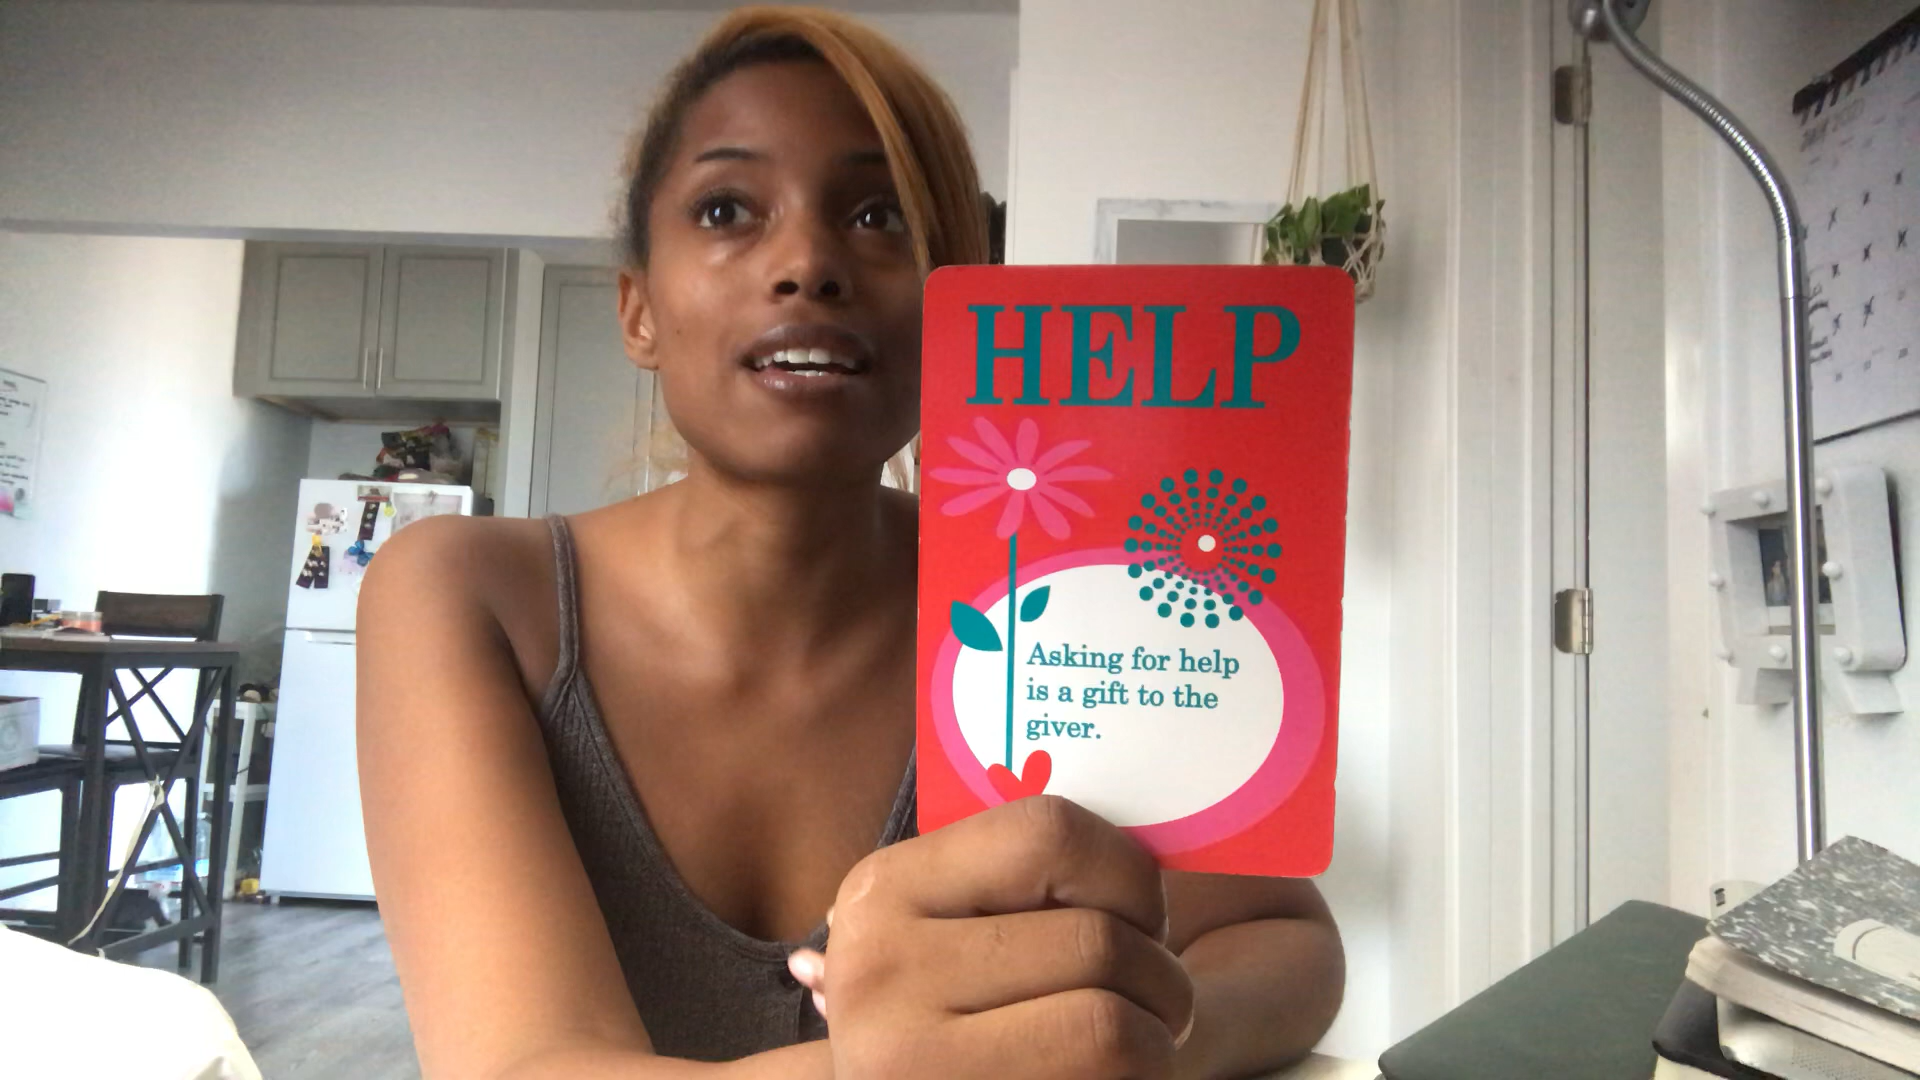 HELP
Asking for help
is a gift to the
giver.